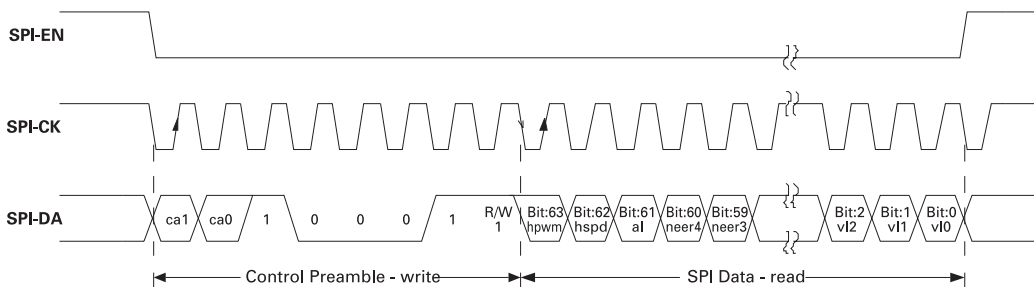 SPI-EN
SPI-CK
SPI-DA
ca1 ca0 1 0 0 0 1 R/W 1 Bit:63 hpwm Bit:62 hspd Bit:61 al Bit:60 neer4 Bit:59 neer3 Bit:2 vl2 Bit:1 vl1 Bit:0 vl0
Control Preamble - write
SPI Data - read